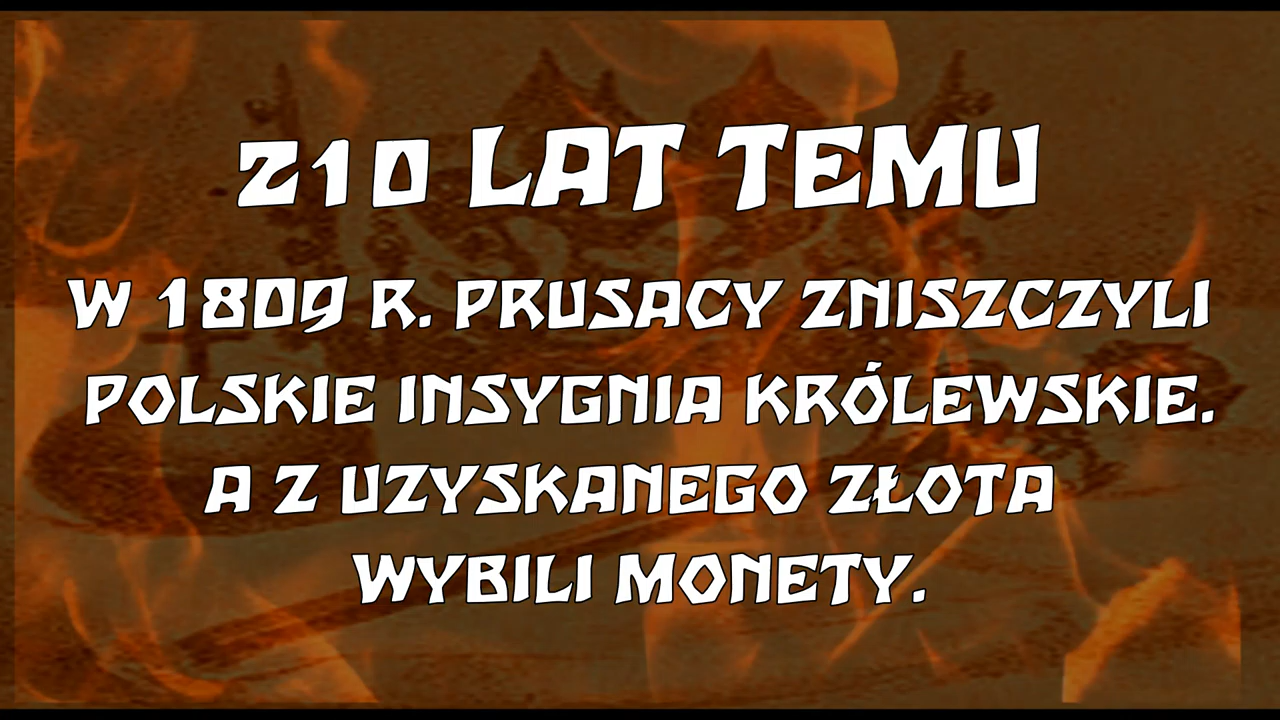 210 LAT TEMU
W 1809 R. PRUSACY ZNISZCZYLI
POLSKIE INSYGNIA KRÓLEWSKIE.
A Z UZYSKANEGO ZŁOTA
WYBILI MONETY.